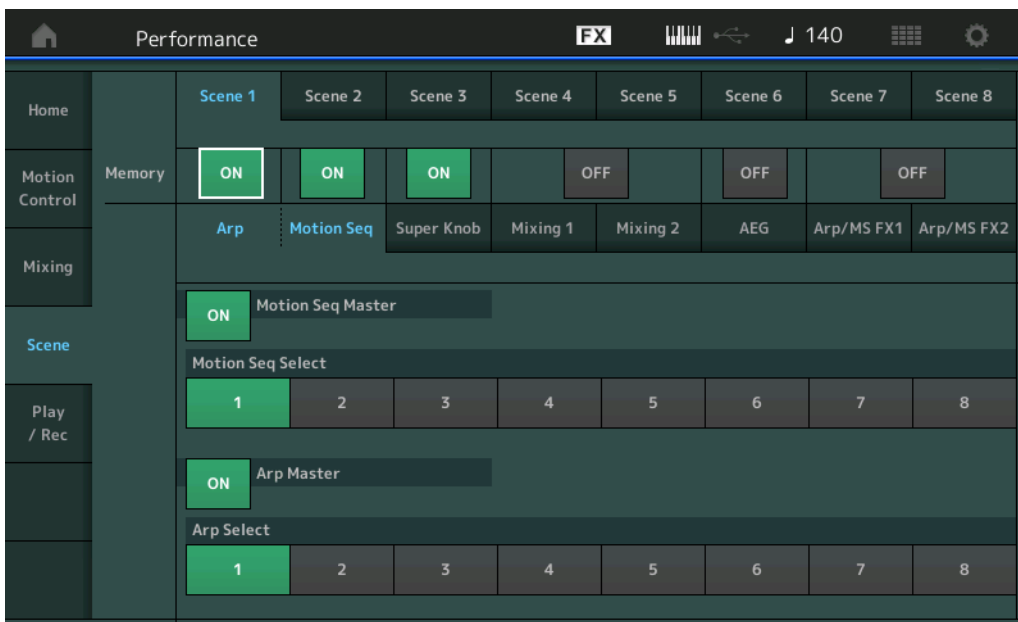 Performance FX 140
Home
Motion
Control
Mixing
Scene
Play
/ Rec
Scene 1 Scene 2 Scene 3 Scene 4 Scene 5 Scene 6 Scene 7 Scene 8
Memory ON ON ON OFF OFF OFF
Arp Motion Seq Super Knob Mixing 1 Mixing 2 AEG Arp/MS FX1 Arp/MS FX2
ON Motion Seq Master
Motion Seq Select
1 2 3 4 5 6 7 8
ON Arp Master
Arp Select
1 2 3 4 5 6 7 8